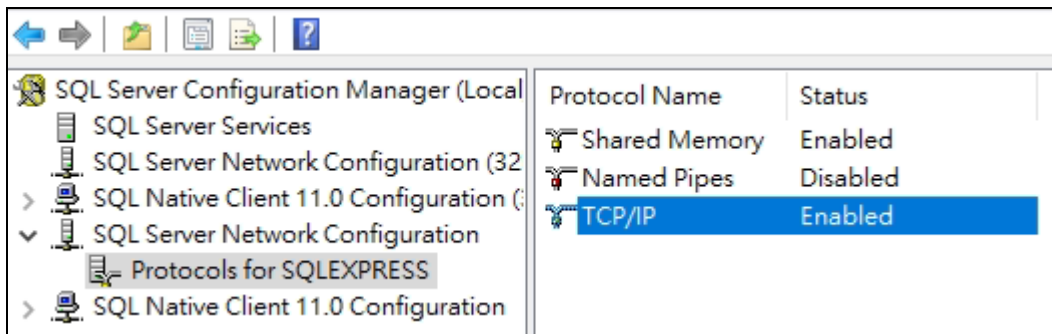 SQL Server Configuration Manager (Local
SQL Server Services
SQL Server Network Configuration (32
SQL Native Client 11.0 Configuration (
SQL Server Network Configuration
Protocols for SQLEXPRESS
SQL Native Client 11.0 Configuration
Protocol Name Status
Shared Memory Enabled
Named Pipes Disabled
TCP/IP Enabled